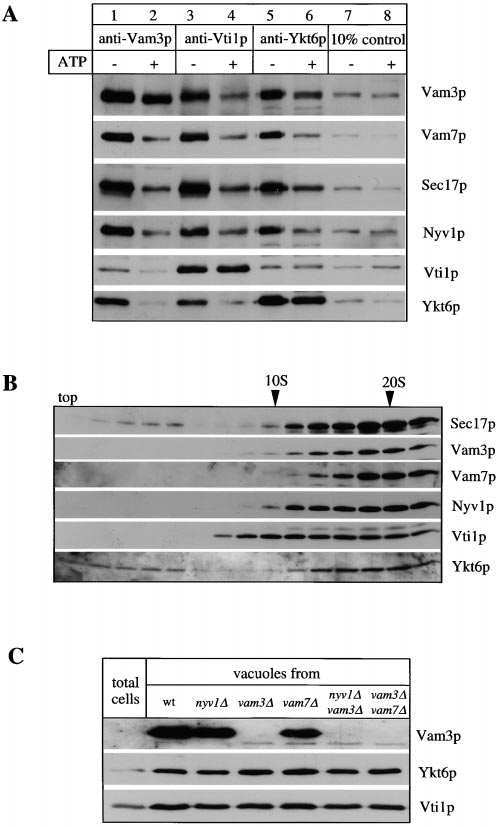 A
1 2 3 4 5 6 7 8
anti-Vam3p anti-Vti1p anti-Ykt6p 10% control
ATP - + - + - + - +
Vam3p
Vam7p
Sec17p
Nyv1p
Vti1p
Ykt6p
B
top 10S 20S
Sec17p
Vam3p
Vam7p
Nyv1p
Vti1p
Ykt6p
C
total cells
vacuoles from
wt nyv1Δ vam3Δ vam7Δ nyv1Δ vam3Δ vam3Δ vam7Δ
Vam3p
Ykt6p
Vti1p